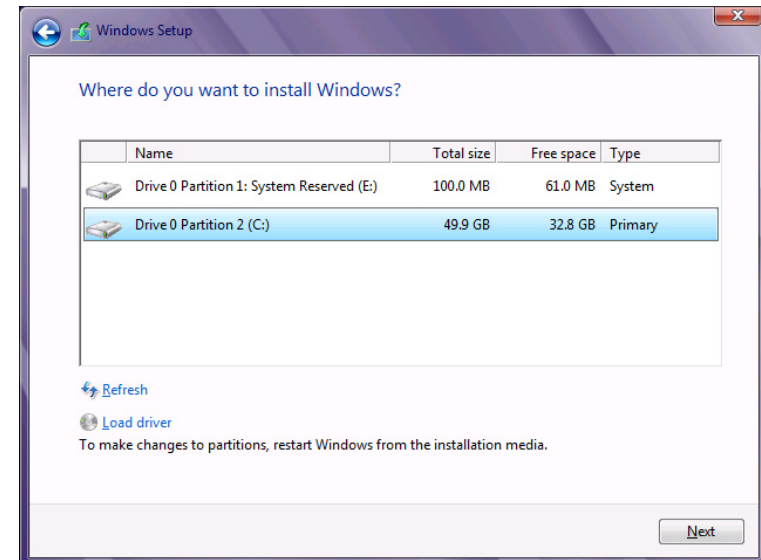 Windows Setup
Where do you want to install Windows?
Name Total size Free space Type
Drive 0 Partition 1: System Reserved (E:) 100.0 MB 61.0 MB System
Drive 0 Partition 2 (C:) 49.9 GB 32.8 GB Primary
Refresh
Load driver
To make changes to partitions, restart Windows from the installation media.
Next